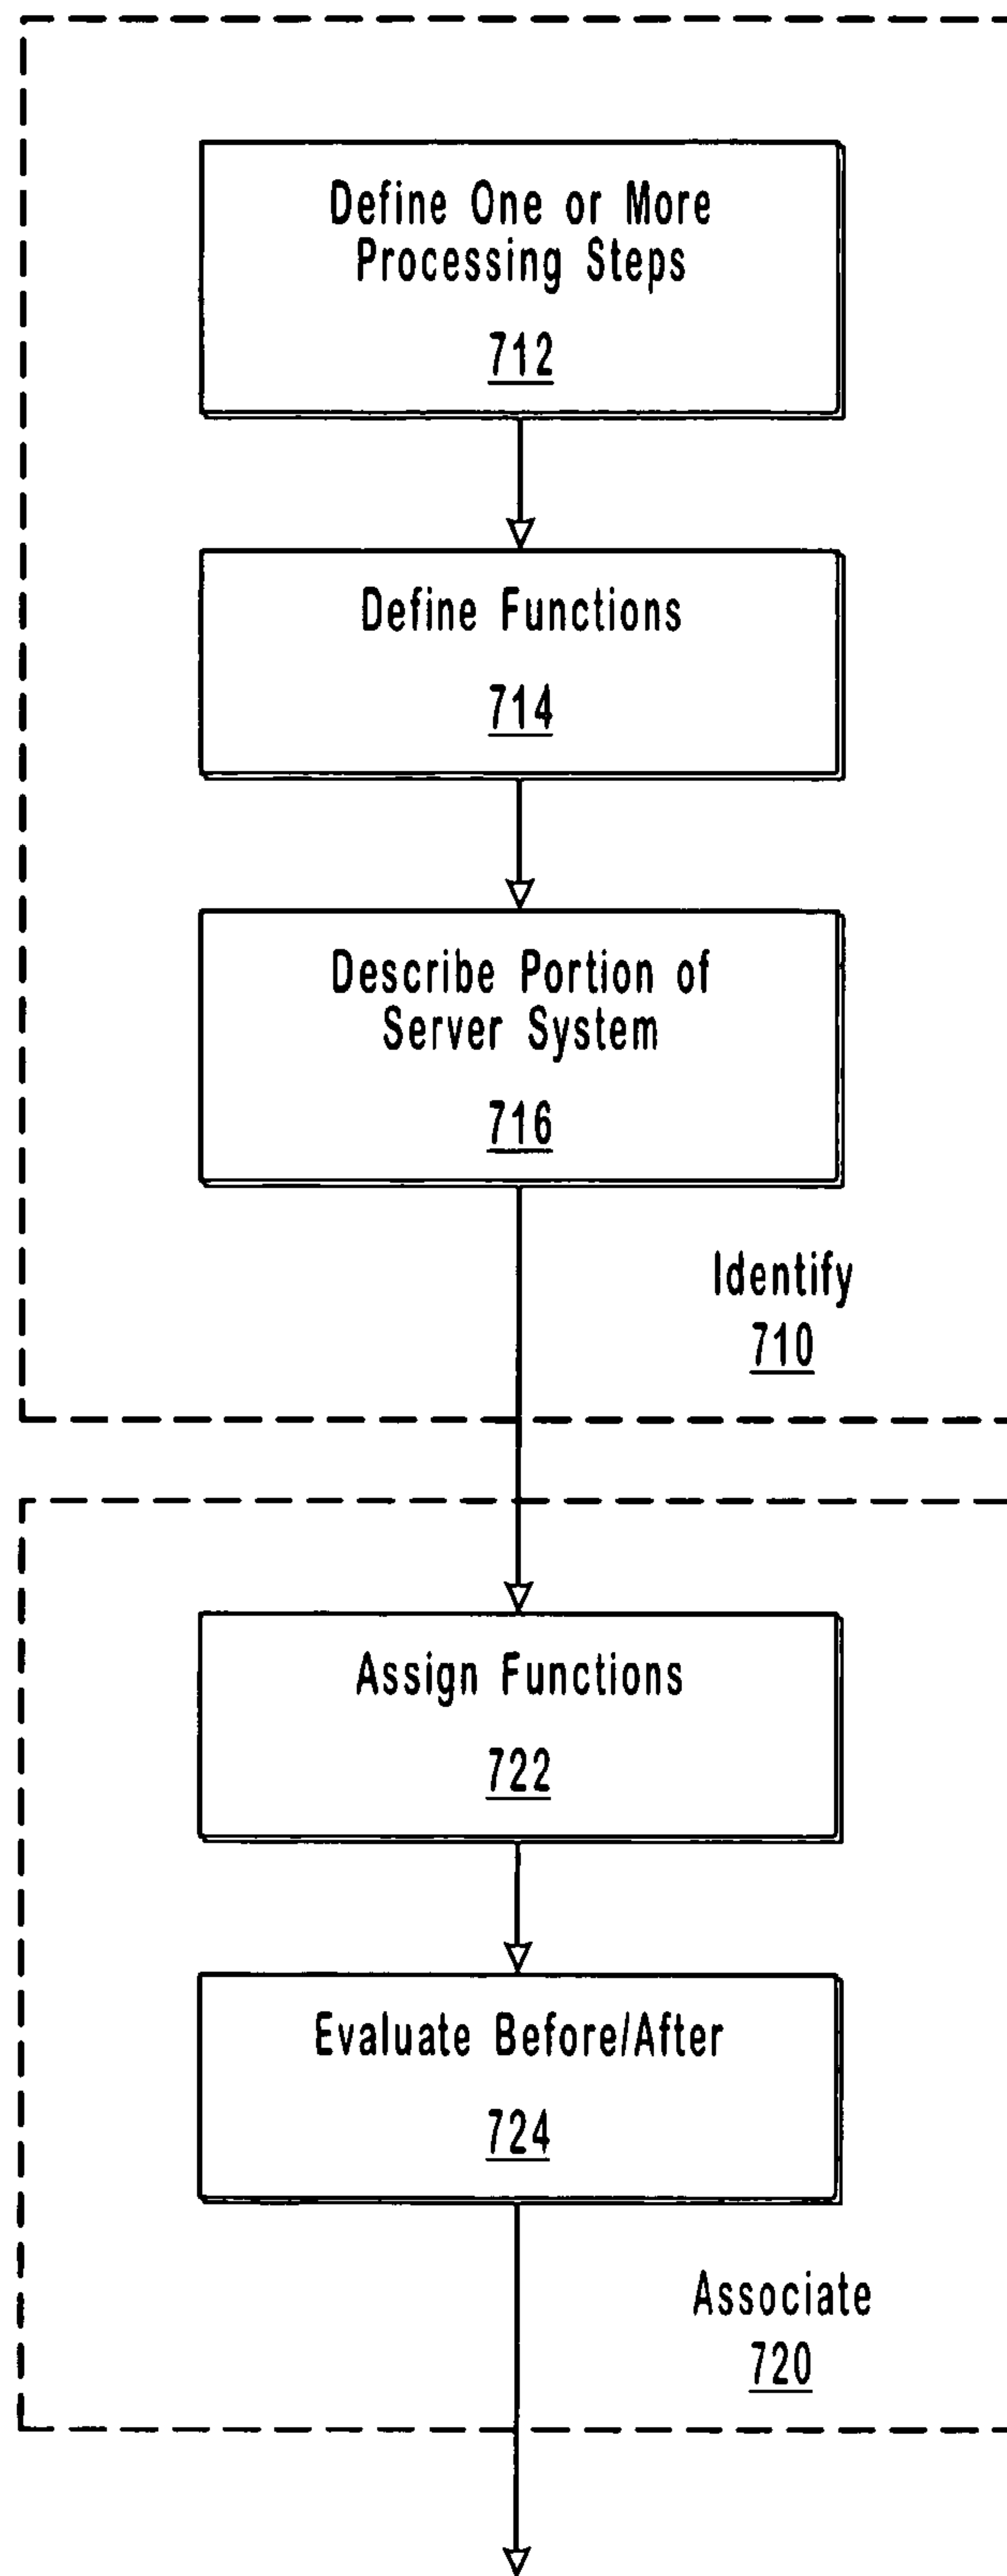 Define One or More
Processing Steps
712
Define Functions
714
Describe Portion of
Server System
716
Identify
710
Assign Functions
722
Evaluate Before/After
724
Associate
720